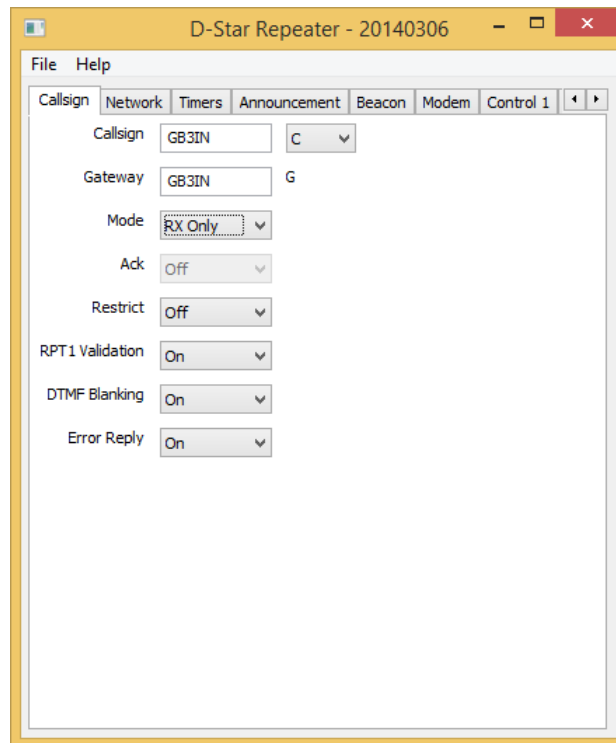 D-Star Repeater - 20140306
File Help
Callsign Network Timers Announcement Beacon Modem Control 1
Callsign GB3IN C
Gateway GB3IN G
Mode RX Only
Ack Off
Restrict Off
RPT1 Validation On
DTMF Blanking On
Error Reply On